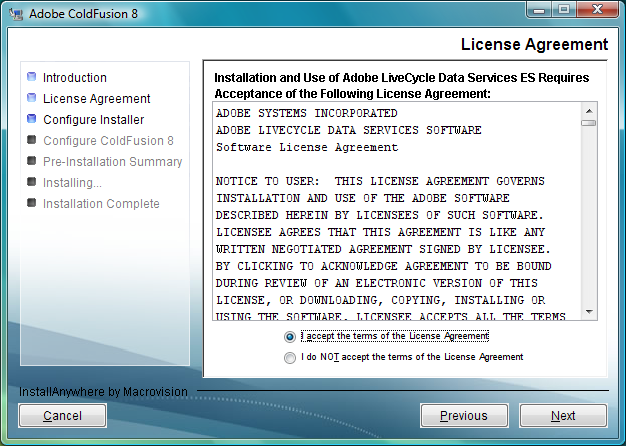 Adobe ColdFusion 8
License Agreement
Introduction
License Agreement
Configure Installer
Configure ColdFusion 8
Pre-Installation Summary
Installing...
Installation Complete
Installation and Use of Adobe LiveCycle Data Services ES Requires
Acceptance of the Following License Agreement:
ADOBE SYSTEMS INCORPORATED
ADOBE LIVECYCLE DATA SERVICES SOFTWARE
Software License Agreement
NOTICE TO USER: THIS LICENSE AGREEMENT GOVERNS
INSTALLATION AND USE OF THE ADOBE SOFTWARE
DESCRIBED HEREIN BY LICENSEES OF SUCH SOFTWARE.
LICENSEE AGREES THAT THIS AGREEMENT IS LIKE ANY
WRITTEN NEGOTIATED AGREEMENT SIGNED BY LICENSEE.
BY CLICKING TO ACKNOWLEDGE AGREEMENT TO BE BOUND
DURING REVIEW OF AN ELECTRONIC VERSION OF THIS
LICENSE, OR DOWNLOADING, COPYING, INSTALLING OR
USING THE SOFTWARE, LICENSEE ACCEPTS ALL THE TERMS
I accept the terms of the License Agreement
I do NOT accept the terms of the License Agreement
InstallAnywhere by Macrovision
Cancel
Previous
Next